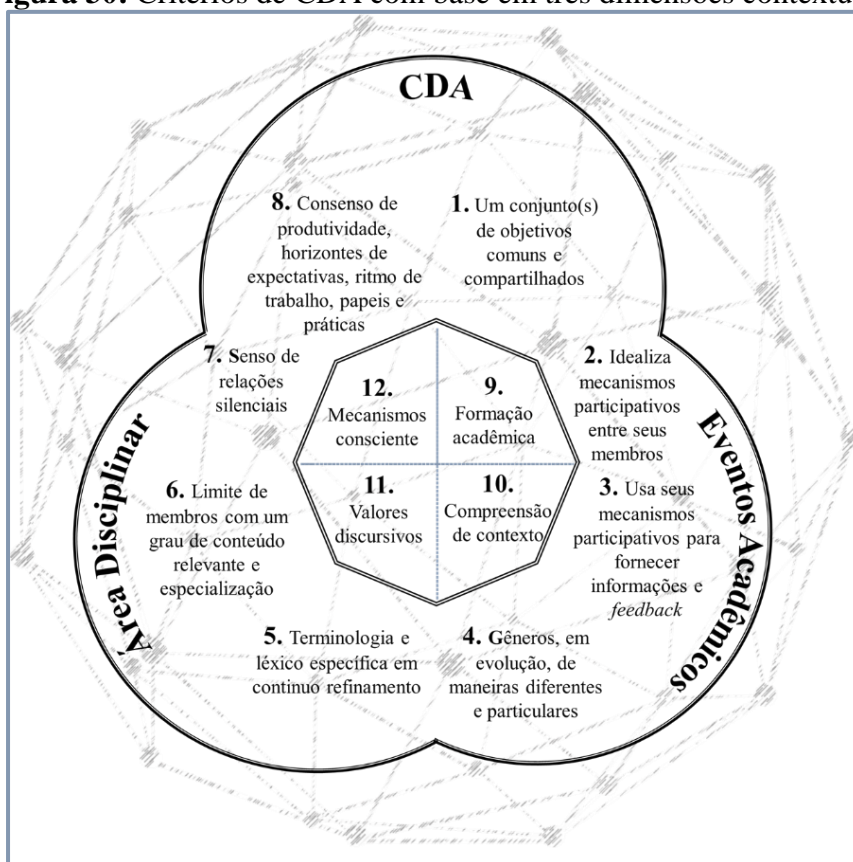 Figura 30: Critérios de CDA com base em três dimensões contextu
CDA
8. Consenso de
produtividade,
horizontes de
expectativas, ritmo de
trabalho, papeis e
práticas
1. Um conjunto(s)
de objetivos
comuns e
compartilhados
7. Senso de
relações
silenciais
2. Idealiza
mecanismos
participativos
entre seus
membros
12.
Mecanismos
consciente
9.
Formação
acadêmica
11.
Valores
discursivos
10.
Compreensão
de contexto
Área Disciplinar
Eventos Acadêmicos
6. Limite de
membros com um
grau de conteúdo
relevante e
especialização
3. Usa seus
mecanismos
participativos para
fornecer
informações e
feedback
5. Terminologia e
léxico específica em
continuo refinamento
4. Gêneros, em
evolução, de
maneiras diferentes
e particulares